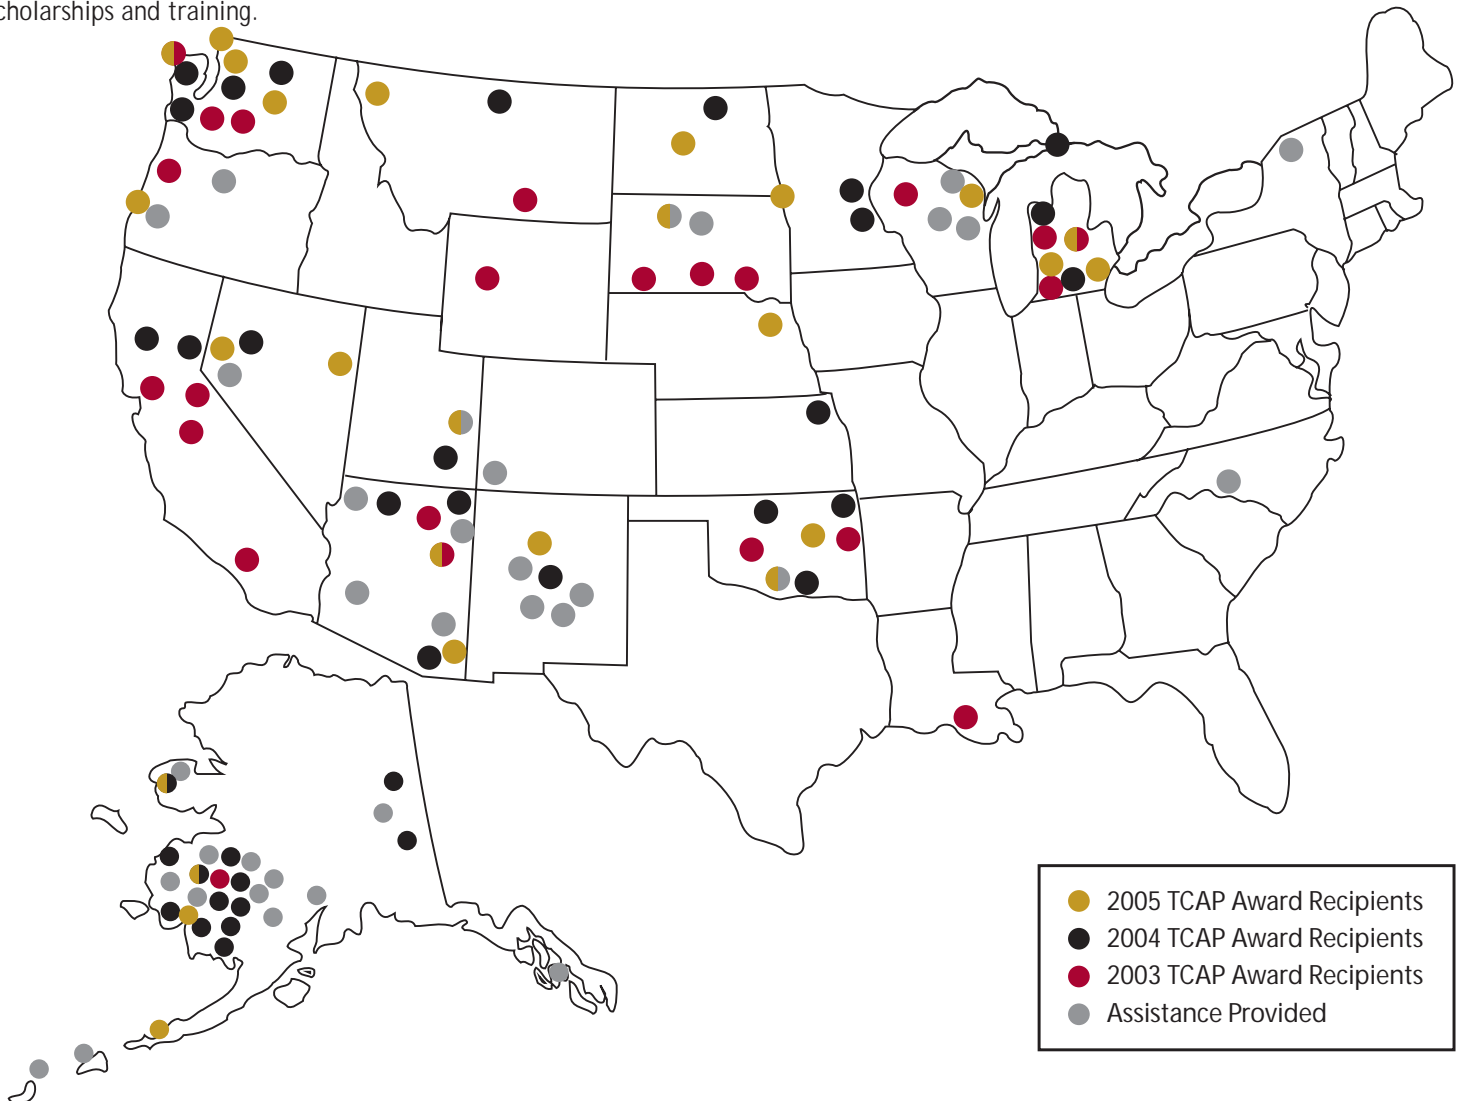 cholarships and training.
2005 TCAP Award Recipients
2004 TCAP Award Recipients
2003 TCAP Award Recipients
Assistance Provided